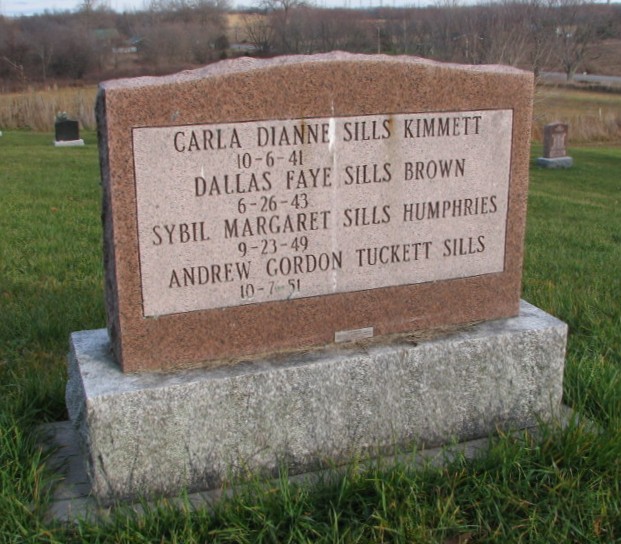 CARLA DIANNE SILLS KIMMETT
10-6-41
DALLAS FAYE SILLS BROWN
6-26-43
SYBIL MARGARET SILLS HUMPHRIES
9-23-49
ANDREW GORDON TUCKETT SILLS
10-7-51